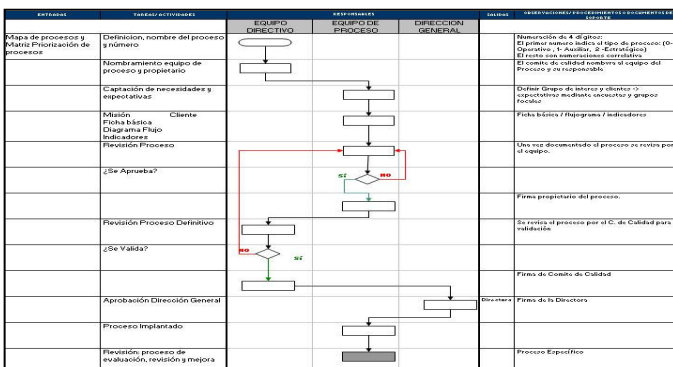 ENTRADAS
TAREAS/ACTIVIDADES
RESPONSABLES
SALIDAS
OBSERVACIONES/PROCEDIMIENTOS O DOCUMENTOS DE
SOPORTE
EQUIPO
DIRECTIVO
EQUIPO DE
PROCESO
DIRECCION
GENERAL
Mapa de procesos y
Matriz Priorización de
procesos
Definicion, nombre del proceso
y número
Numeración de 4 dígitos:
El primer numero indica el tipo de proceso: (0-
Operativo , 1- Auxiliar, 2 -Estratégico)
El resto son numeraciones correlativa
Nombramiento equipo de
proceso y propietario
El comite de calidad nombra al equipo del
Proceso y su responsable
Captación de necesidades y
expectativas
Definir Grupo de interes y clientes ->
expectativas mediante encuestas y grupos
focales
Misión Cliente
Ficha básica
Diagrama Flujo
Indicadores
Ficha básica / flujograma / indicadores
Revisión Proceso
Una vez documentado el proceso se revisa por
el equipo.
¿Se Aprueba?
SÍ
NO
Firma propietario del proceso.
Revisión Proceso Definitivo
Se revisa el proceso por el C. de Calidad para
validación
¿Se Valida?
NO
SÍ
Firma de Comite de Calidad
Aprobación Dirección General
Directora
Firma de la Directora
Proceso Implantado
Revisión: proceso de
evaluación, revisión y mejora
Proceso Específico